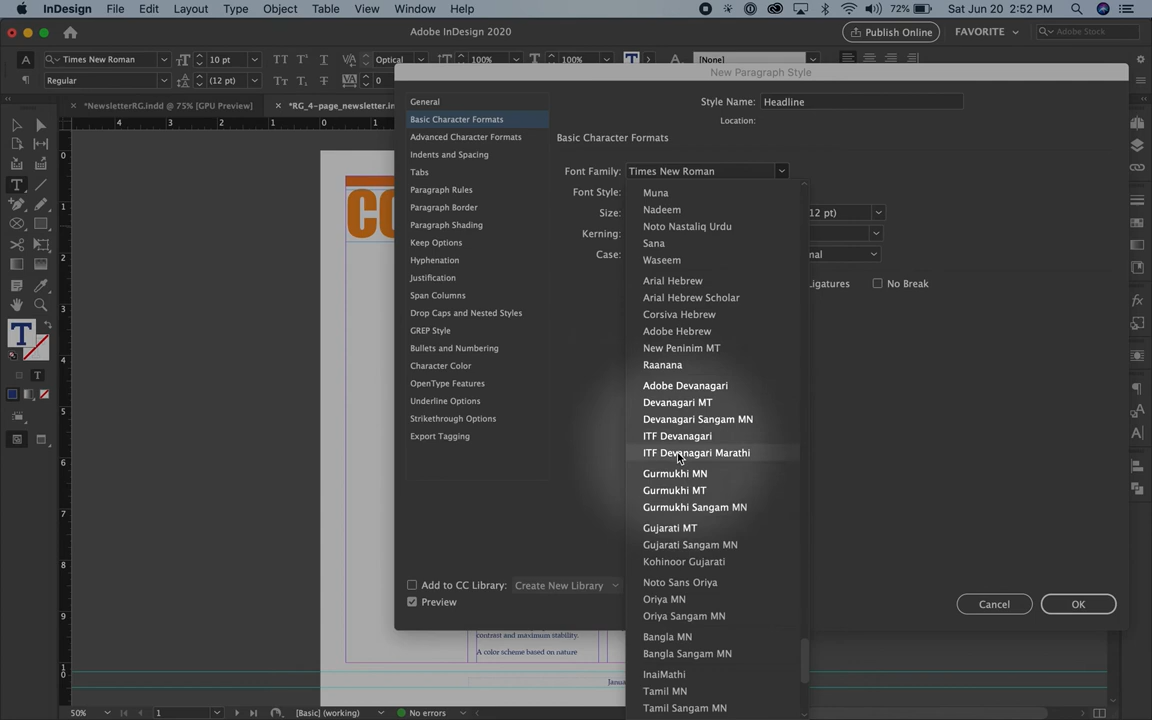 InDesign File Edit Layout Type Object Table View Window Help 72% Sat Jun 20 2:52 PM
Adobe InDesign 2020 Publish Online FAVORITE Adobe Stock
Times New Roman 10 pt Optical 100% 100% [None]
Regular (12 pt) 0
New Paragraph Style
*NewsletterRG.indd @ 75% [GPU Preview] *RG_4-page_newsletter.in
General
Basic Character Formats
Advanced Character Formats
Indents and Spacing
Tabs
Paragraph Rules
Paragraph Border
Paragraph Shading
Keep Options
Hyphenation
Justification
Span Columns
Drop Caps and Nested Styles
GREP Style
Bullets and Numbering
Character Color
OpenType Features
Underline Options
Strikethrough Options
Export Tagging
Style Name: Headline
Location:
Basic Character Formats
Font Family: Times New Roman
Font Style:
Size: 12 pt)
Kerning:
Case: nal
Ligatures No Break
Muna
Nadeem
Noto Nastaliq Urdu
Sana
Waseem
Arial Hebrew
Arial Hebrew Scholar
Corsiva Hebrew
Adobe Hebrew
New Peninim MT
Raanana
Adobe Devanagari
Devanagari MT
Devanagari Sangam MN
ITF Devanagari
ITF Devanagari Marathi
Gurmukhi MN
Gurmukhi MT
Gurmukhi Sangam MN
Gujarati MT
Gujarati Sangam MN
Kohinoor Gujarati
Noto Sans Oriya
Oriya MN
Oriya Sangam MN
Bangla MN
Bangla Sangam MN
InaiMathi
Tamil MN
Tamil Sangam MN
Add to CC Library: Create New Library
Preview
Cancel OK
CO
contrast and maximum stability.
A color scheme based on nature
Janua
50% 1 [Basic] (working) No errors